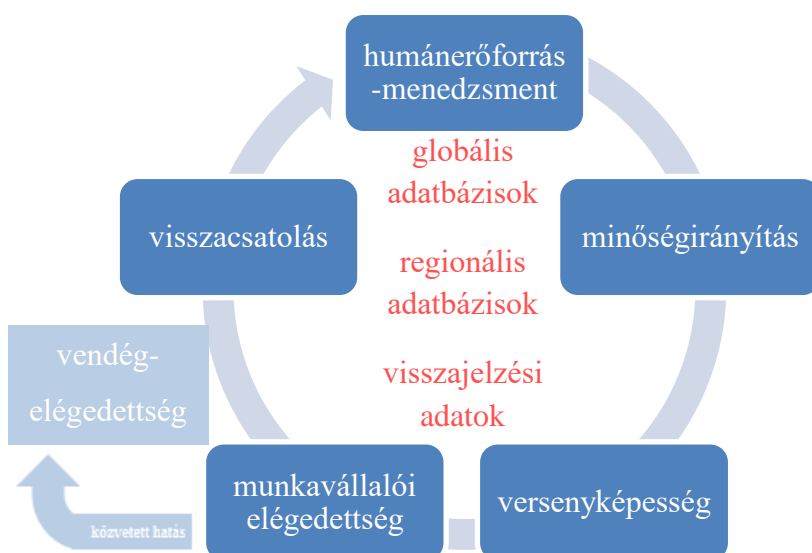 humánerőforrás
-menedzsment
globális
adatbázisok
visszacsatolás
minőségirányítás
regionális
adatbázisok
vendég-
elégedettség
visszajelzési
adatok
munkavállalói
elégedettség
versenyképesség
közvetett hatás